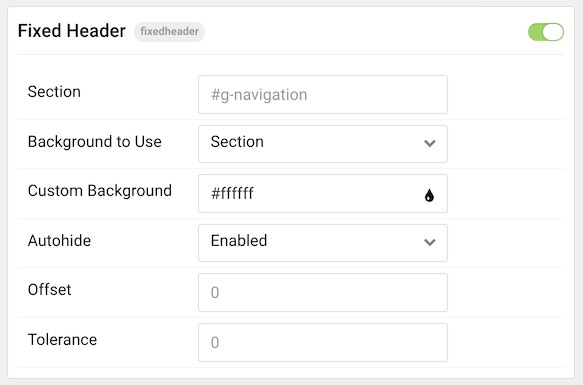 Fixed Header fixedheader
Section #g-navigation
Background to Use Section
Custom Background #ffffff
Autohide Enabled
Offset 0
Tolerance 0